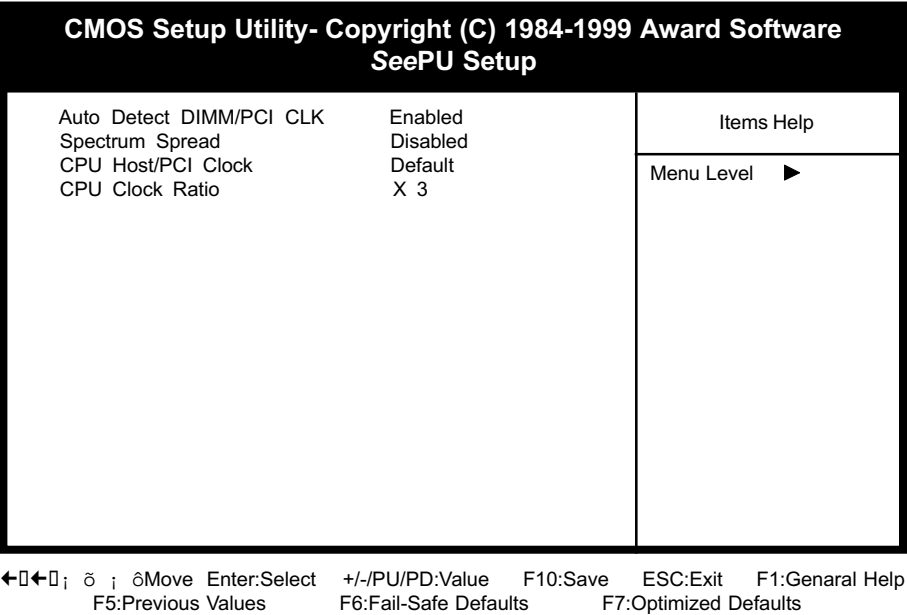 CMOS Setup Utility- Copyright (C) 1984-1999 Award Software
SeePU Setup
Auto Detect DIMM/PCI CLK Enabled
Spectrum Spread Disabled
CPU Host/PCI Clock Default
CPU Clock Ratio X 3
Items Help
Menu Level ▶
←▯←▯¡ õ ¡ ôMove Enter:Select +/-/PU/PD:Value F10:Save ESC:Exit F1:Genaral Help
F5:Previous Values F6:Fail-Safe Defaults F7:Optimized Defaults